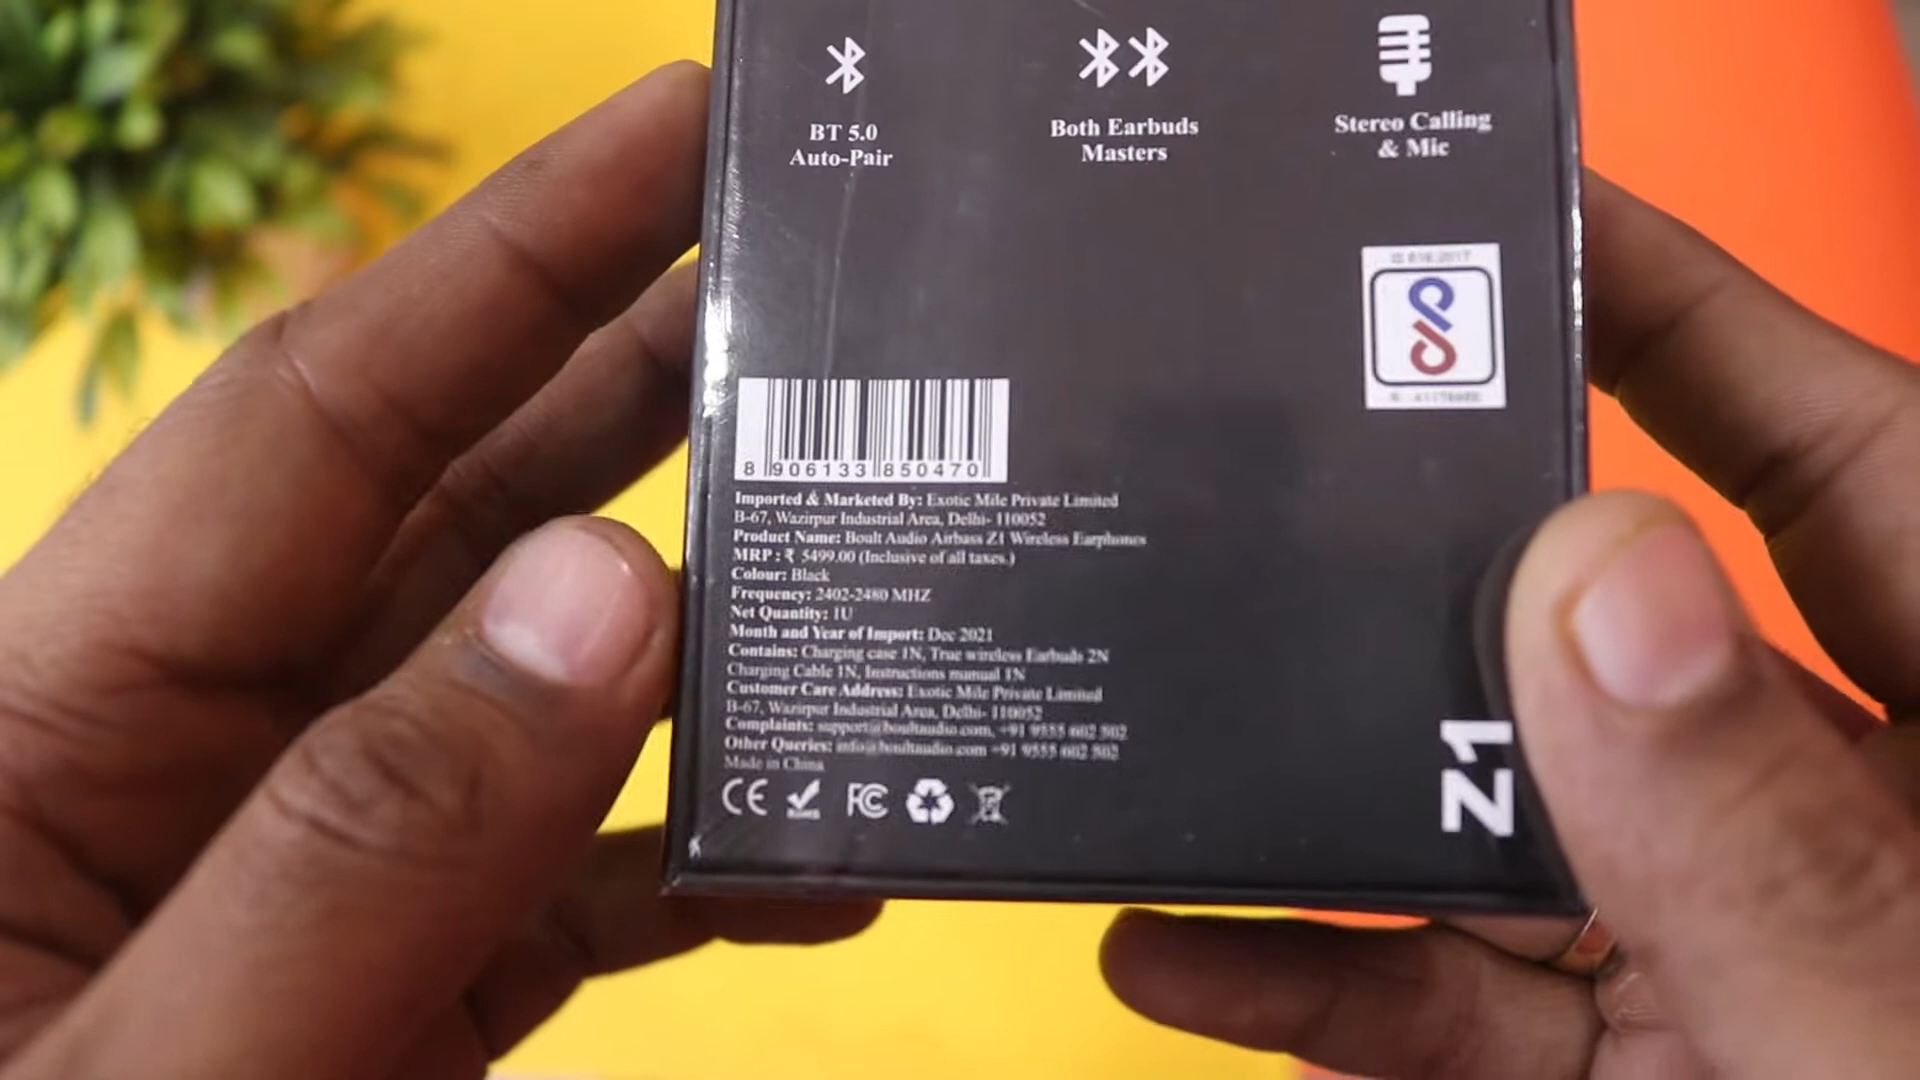 BT 5.0
Auto-Pair
Both Earbuds
Masters
Stereo Calling
& Mic
8 906133 850470
Imported & Marketed By: Exotic Mile Private Limited
B-67, Wazirpur Industrial Area, Delhi- 110052
Product Name: Boult Audio Airbass Z1 Wireless Earphones
MRP : ₹ 5499.00 (Inclusive of all taxes.)
Colour: Black
Frequency: 2402-2480 MHZ
Net Quantity: 1U
Month and Year of Import: Dec 2021
Contains: Charging case 1N, True wireless Earbuds 2N
Charging Cable 1N, Instructions manual 1N
Customer Care Address: Exotic Mile Private Limited
B-67, Wazirpur Industrial Area, Delhi- 110052
Complaints: support@boultaudio.com, +91 9555 602 502
Other Queries: info@boultaudio.com +91 9555 602 502
Made in China
CE RoHS FC
Z1